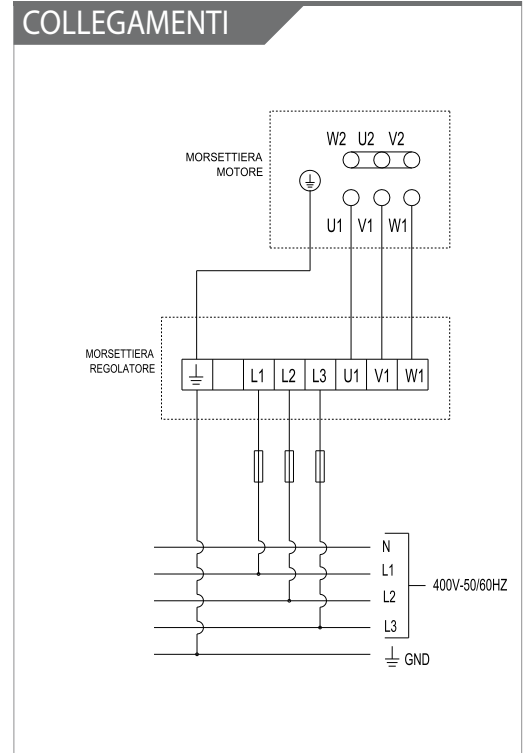 COLLEGAMENTI
W2 U2 V2
MORSETTIERA
MOTORE
U1 V1 W1
MORSETTIERA
REGOLATORE
L1 L2 L3 U1 V1 W1
N
L1
400V-50/60HZ
L2
L3
GND